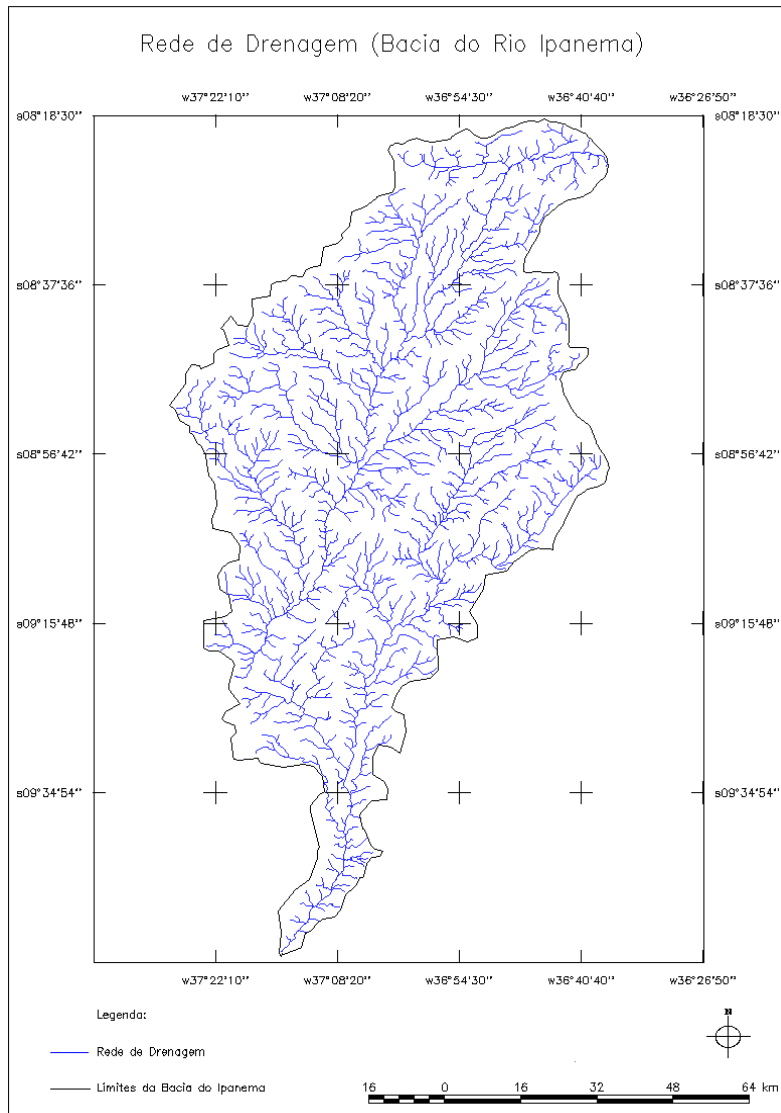 Rede de Drenagem (Bacia do Rio Ipanema)
w37°22'10'' w37°08'20'' w36°54'30'' w36°40'40'' w36°26'50''
s08°18'30'' s08°18'30''
s08°37'36'' s08°37'36''
s08°56'42'' s08°56'42''
s09°15'48'' s09°15'48''
s09°34'54'' s09°34'54''
w37°22'10'' w37°08'20'' w36°54'30'' w36°40'40'' w36°26'50''
Legenda:
N
Rede de Drenagem
Limites da Bacia do Ipanema
16 0 16 32 48 64 km